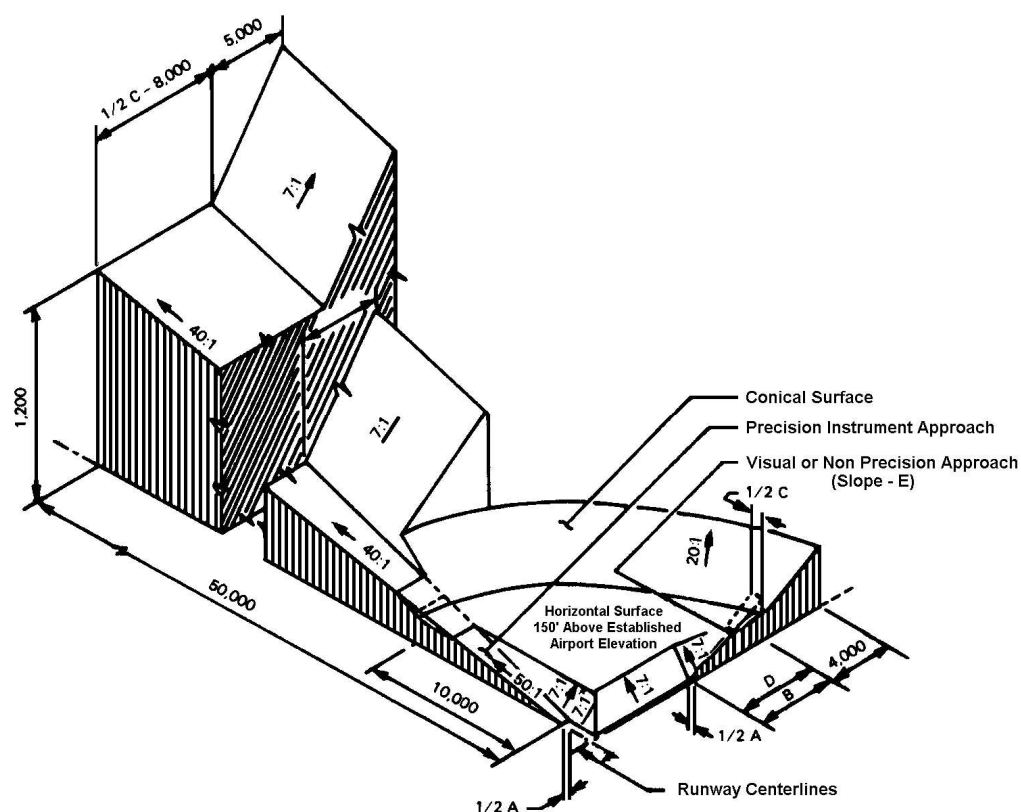 5,000
1/2 C - 8,000
7:1
40:1
1,200
7:1
Conical Surface
Precision Instrument Approach
Visual or Non Precision Approach
(Slope - E)
1/2 C
20:1
40:1
50,000
Horizontal Surface
150' Above Established
Airport Elevation
7:1
4,000
D
B
10,000
50:1
7:1
7:1
7:1
1/2 A
Runway Centerlines
1/2 A